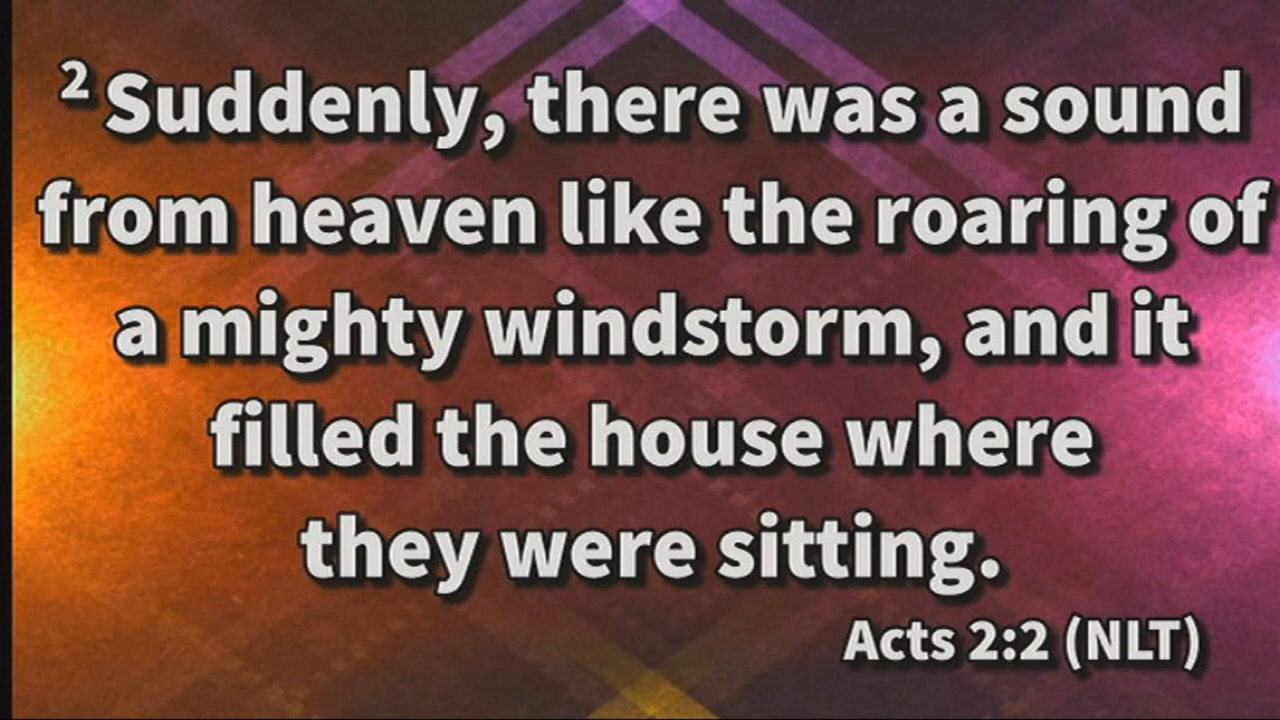 2 Suddenly, there was a sound
from heaven like the roaring of
a mighty windstorm, and it
filled the house where
they were sitting.
Acts 2:2 (NLT)